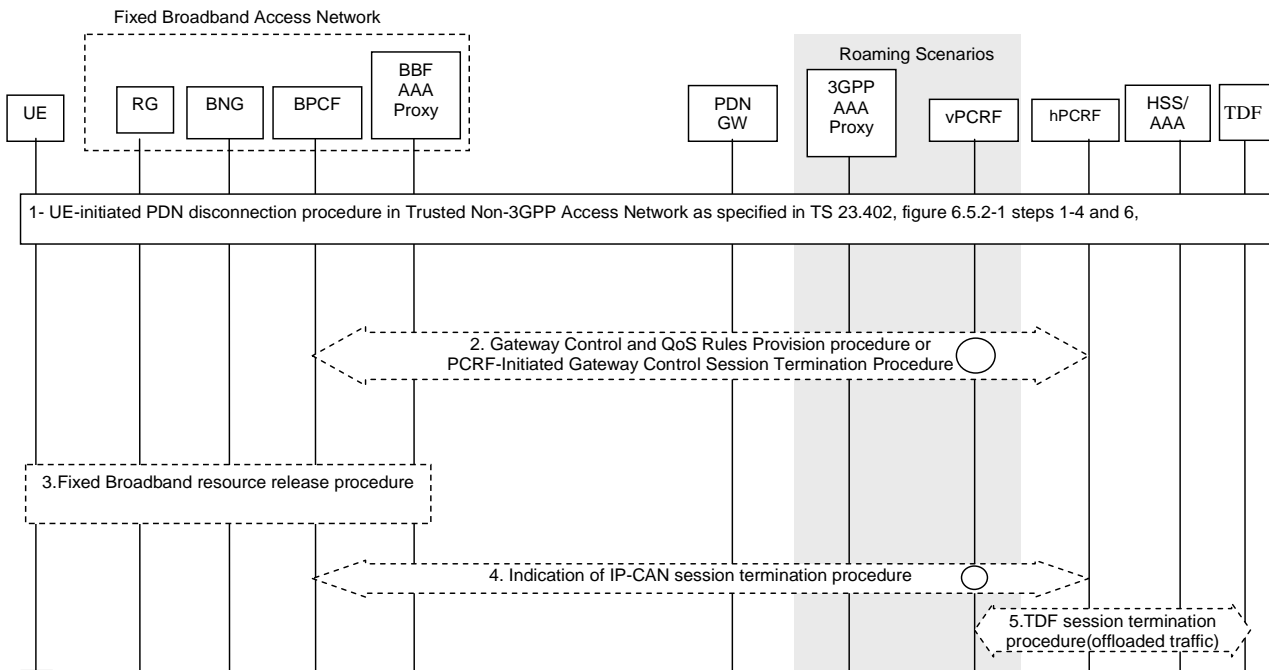 Fixed Broadband Access Network
Roaming Scenarios
UE
RG
BNG
BPCF
BBF
AAA
Proxy
PDN
GW
3GPP
AAA
Proxy
vPCRF
hPCRF
HSS/
AAA
TDF
1- UE-initiated PDN disconnection procedure in Trusted Non-3GPP Access Network as specified in TS 23.402, figure 6.5.2-1 steps 1-4 and 6,
2. Gateway Control and QoS Rules Provision procedure or
PCRF-Initiated Gateway Control Session Termination Procedure
3.Fixed Broadband resource release procedure
4. Indication of IP-CAN session termination procedure
5.TDF session termination
procedure(offloaded traffic)